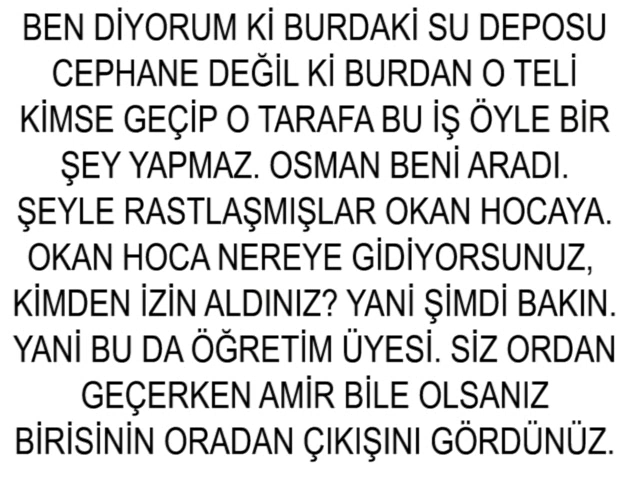 BEN DİYORUM Kİ BURDAKİ SU DEPOSU
CEPHANE DEĞİL Kİ BURDAN O TELİ
KİMSE GEÇİP O TARAFA BU İŞ ÖYLE BİR
ŞEY YAPMAZ. OSMAN BENİ ARADI.
ŞEYLE RASTLAŞMIŞLAR OKAN HOCAYA.
OKAN HOCA NEREYE GİDİYORSUNUZ,
KİMDEN İZİN ALDINIZ? YANİ ŞİMDİ BAKIN.
YANİ BU DA ÖĞRETİM ÜYESİ. SİZ ORDAN
GEÇERKEN AMİR BİLE OLSANIZ
BİRİSİNİN ORADAN ÇIKIŞINI GÖRDÜNÜZ.